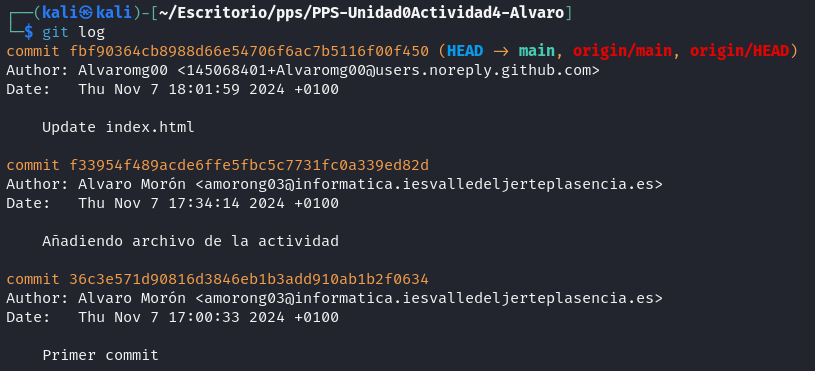 ┌──(kali㉿kali)-[~/Escritorio/pps/PPS-Unidad0Actividad4-Alvaro]
└─$ git log
commit fbf90364cb8988d66e54706f6ac7b5116f00f450 (HEAD -> main, origin/main, origin/HEAD)
Author: Alvaromg00 <145068401+Alvaromg00@users.noreply.github.com>
Date:   Thu Nov 7 18:01:59 2024 +0100

    Update index.html

commit f33954f489acde6ffe5fbc5c7731fc0a339ed82d
Author: Alvaro Morón <amorong03@informatica.iesvalledeljerteplasencia.es>
Date:   Thu Nov 7 17:34:14 2024 +0100

    Añadiendo archivo de la actividad

commit 36c3e571d90816d3846eb1b3add910ab1b2f0634
Author: Alvaro Morón <amorong03@informatica.iesvalledeljerteplasencia.es>
Date:   Thu Nov 7 17:00:33 2024 +0100

    Primer commit